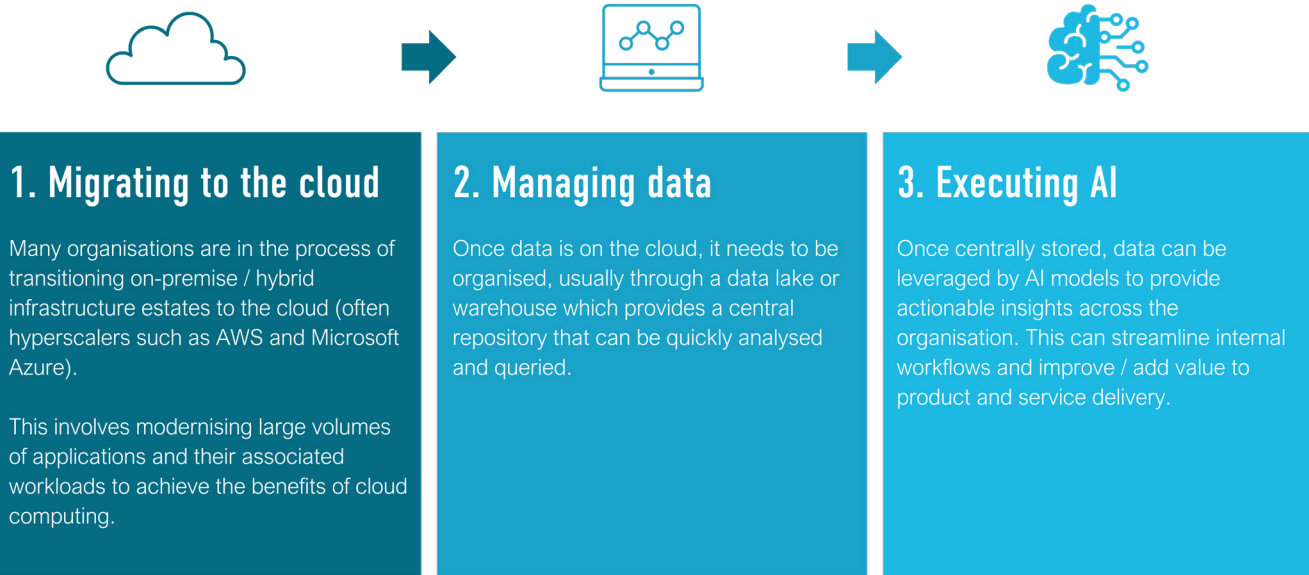 1. Migrating to the cloud
Many organisations are in the process of
transitioning on-premise / hybrid
infrastructure estates to the cloud (often
hyperscalers such as AWS and Microsoft
Azure).
This involves modernising large volumes
of applications and their associated
workloads to achieve the benefits of cloud
computing.
2. Managing data
Once data is on the cloud, it needs to be
organised, usually through a data lake or
warehouse which provides a central
repository that can be quickly analysed
and queried.
3. Executing AI
Once centrally stored, data can be
leveraged by AI models to provide
actionable insights across the
organisation. This can streamline internal
workflows and improve / add value to
product and service delivery.